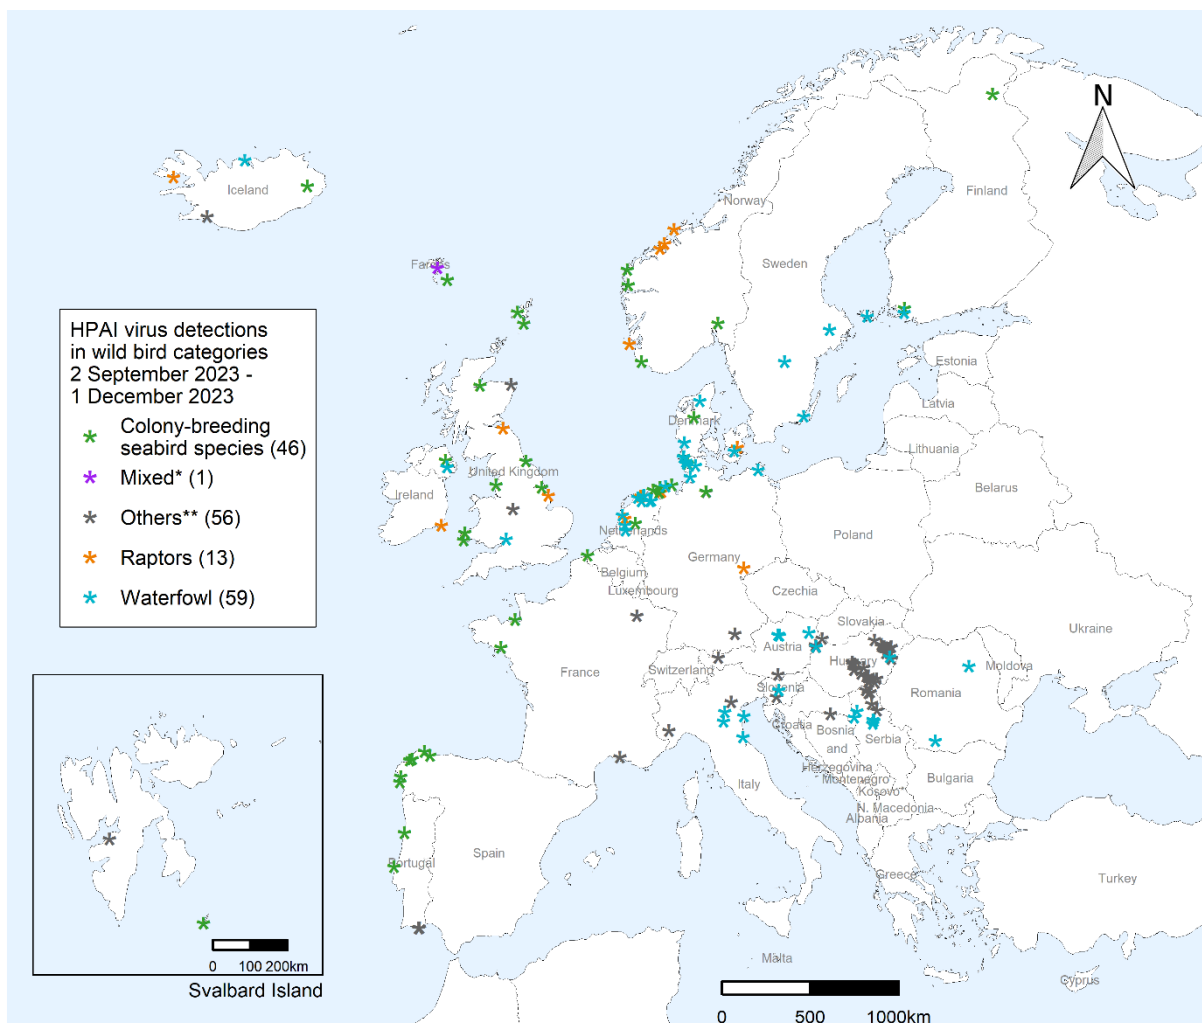 N
Iceland
Norway
Finland
Sweden
Faroes
HPAI virus detections
in wild bird categories
2 September 2023 -
1 December 2023
Colony-breeding
seabird species (46)
Mixed* (1)
Others** (56)
Raptors (13)
Waterfowl (59)
Estonia
Latvia
Denmark
Lithuania
United Kingdom
Ireland
Belarus
Netherlands
Poland
Germany
Belgium
Luxembourg
Czechia
Ukraine
Slovakia
Austria
Hungary
Moldova
France
Switzerland
Slovenia
Romania
Croatia
Bosnia
and
Herzegovina
Serbia
Montenegro
Kosovo
Bulgaria
Italy
N. Macedonia
Albania
Portugal
Spain
Greece
Turkey
Malta
Cyprus
0 100 200km
Svalbard Island
0 500 1000km